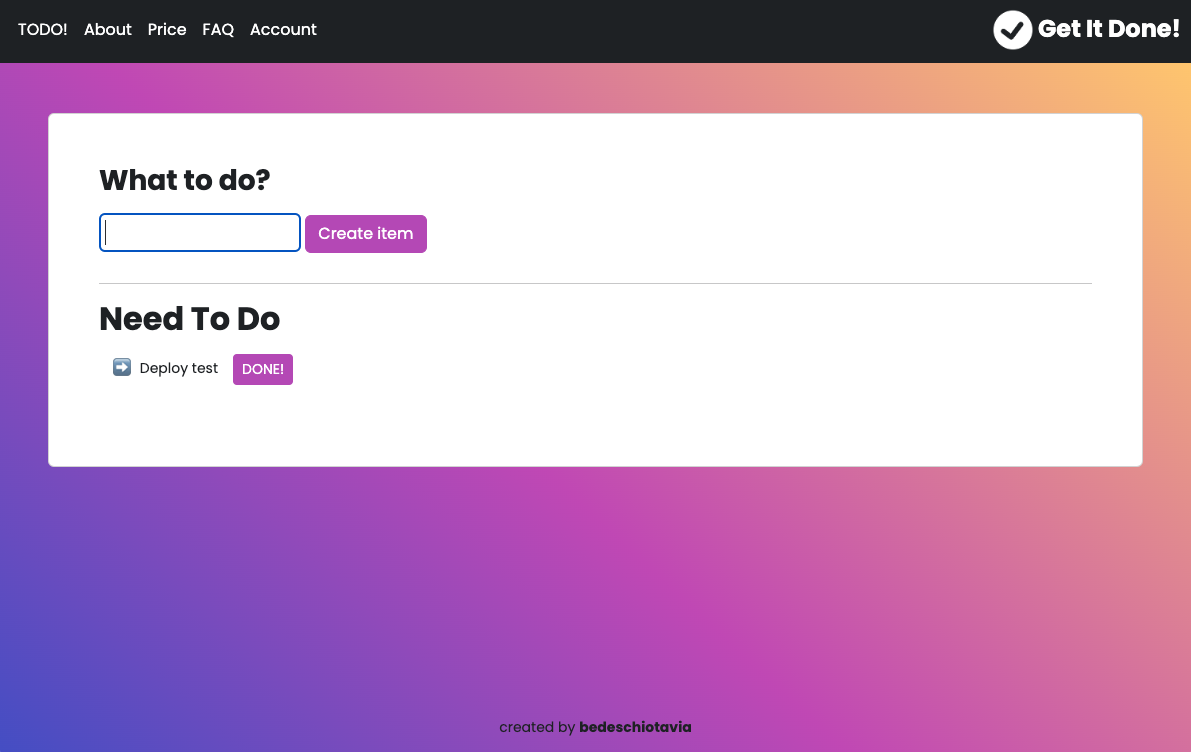 TODO! About Price FAQ Account Get It Done!
What to do?
Create item
Need To Do
Deploy test DONE!
created by bedeschiotavia